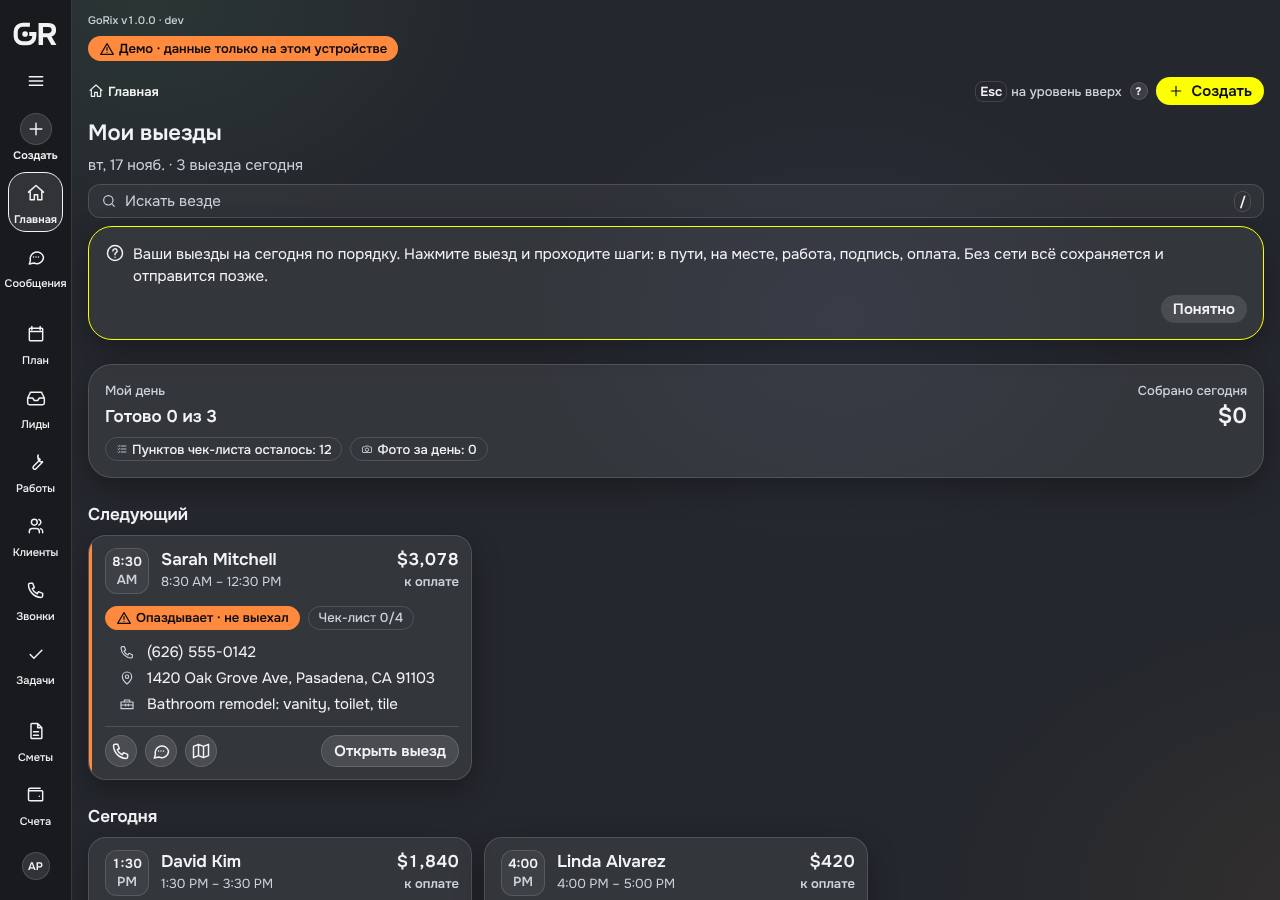 GR
GoRix v1.0.0 · dev
Демо · данные только на этом устройстве
Главная
Esc на уровень вверх ?
+ Создать
Создать
Главная
Сообщения
План
Лиды
Работы
Клиенты
Звонки
Задачи
Сметы
Счета
AP
Мои выезды
вт, 17 нояб. · 3 выезда сегодня
Искать везде
/
Ваши выезды на сегодня по порядку. Нажмите выезд и проходите шаги: в пути, на месте, работа, подпись, оплата. Без сети всё сохраняется и
отправится позже.
Понятно
Мой день
Готово 0 из 3
Пунктов чек-листа осталось: 12
Фото за день: 0
Собрано сегодня
$0
Следующий
8:30
AM
Sarah Mitchell
8:30 AM – 12:30 PM
$3,078
к оплате
Опаздывает · не выехал
Чек-лист 0/4
(626) 555-0142
1420 Oak Grove Ave, Pasadena, CA 91103
Bathroom remodel: vanity, toilet, tile
Открыть выезд
Сегодня
1:30
PM
David Kim
1:30 PM – 3:30 PM
$1,840
к оплате
4:00
PM
Linda Alvarez
4:00 PM – 5:00 PM
$420
к оплате